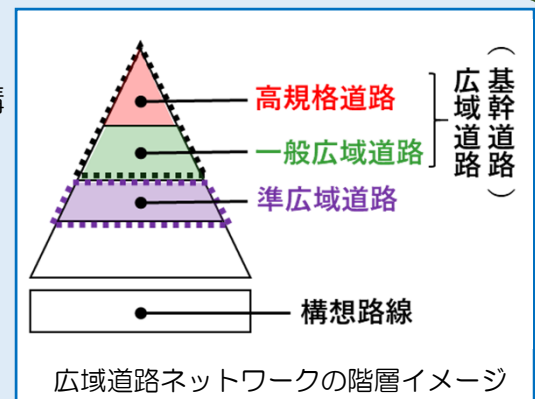 高規格道路
一般広域道路
準広域道路
広域道路
（基幹道路）
構想路線
広域道路ネットワークの階層イメージ